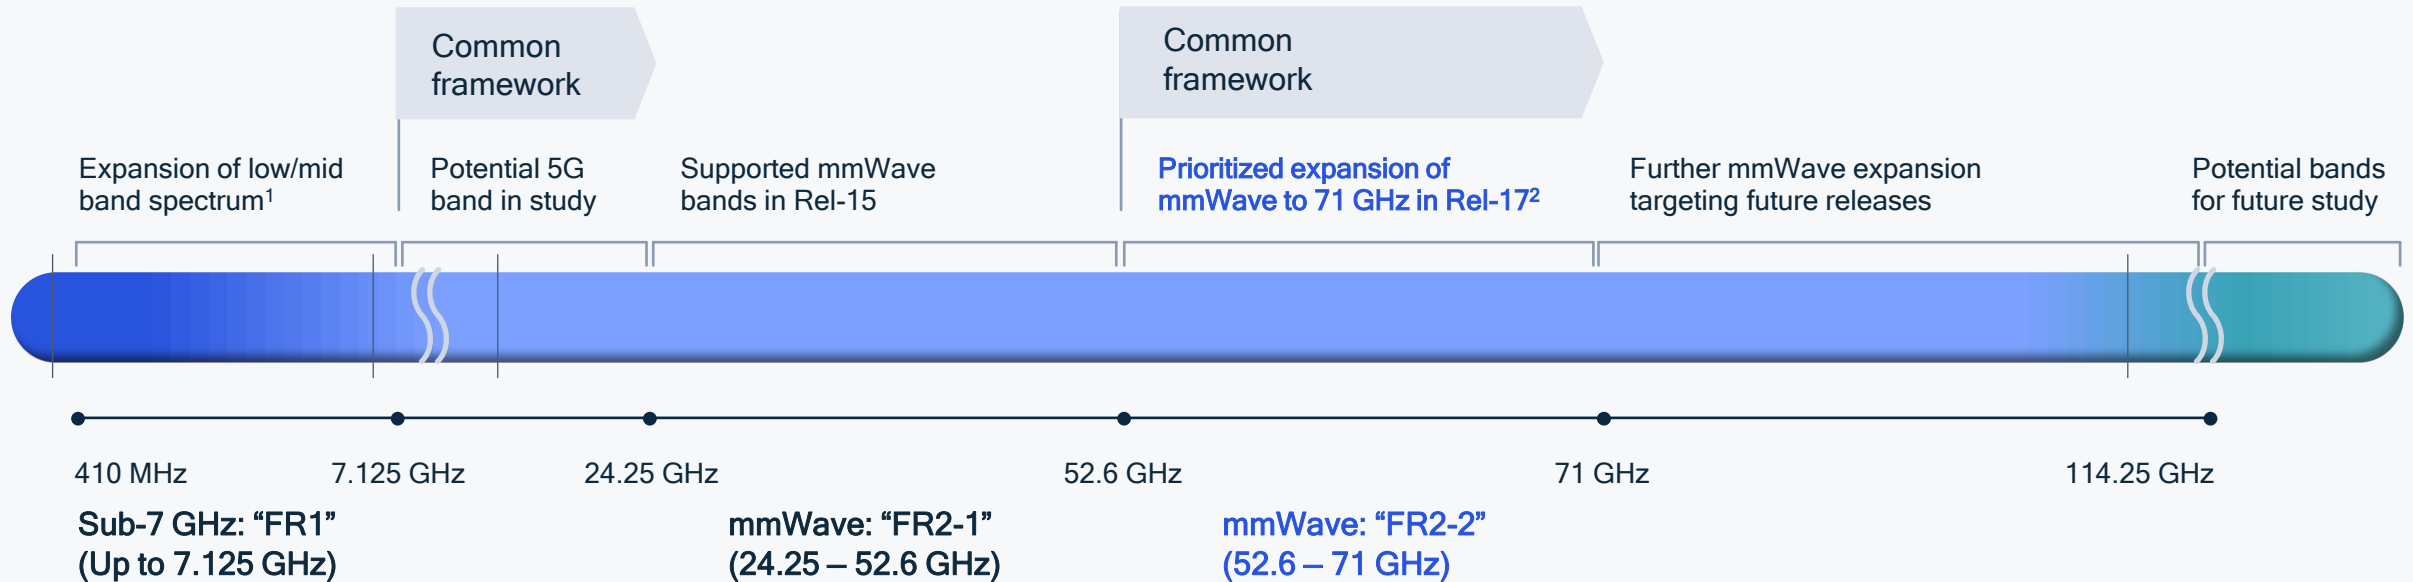 Common
framework
Common
framework
Expansion of low/mid
band spectrum¹
Potential 5G
band in study
Supported mmWave
bands in Rel-15
Prioritized expansion of
mmWave to 71 GHz in Rel-17²
Further mmWave expansion
targeting future releases
Potential bands
for future study
410 MHz
7.125 GHz
24.25 GHz
52.6 GHz
71 GHz
114.25 GHz
Sub-7 GHz: “FR1”
(Up to 7.125 GHz)
mmWave: “FR2-1”
(24.25 – 52.6 GHz)
mmWave: “FR2-2”
(52.6 – 71 GHz)